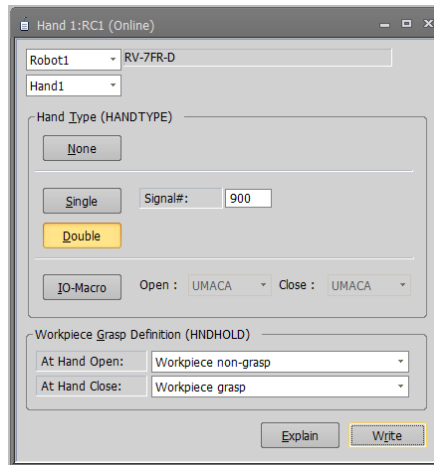 Hand 1:RC1 (Online)
Robot1 RV-7FR-D
Hand1
Hand Type (HANDTYPE)
None
Single Signal#: 900
Double
IO-Macro Open : UMACA Close : UMACA
Workpiece Grasp Definition (HNDHOLD)
At Hand Open: Workpiece non-grasp
At Hand Close: Workpiece grasp
Explain Write